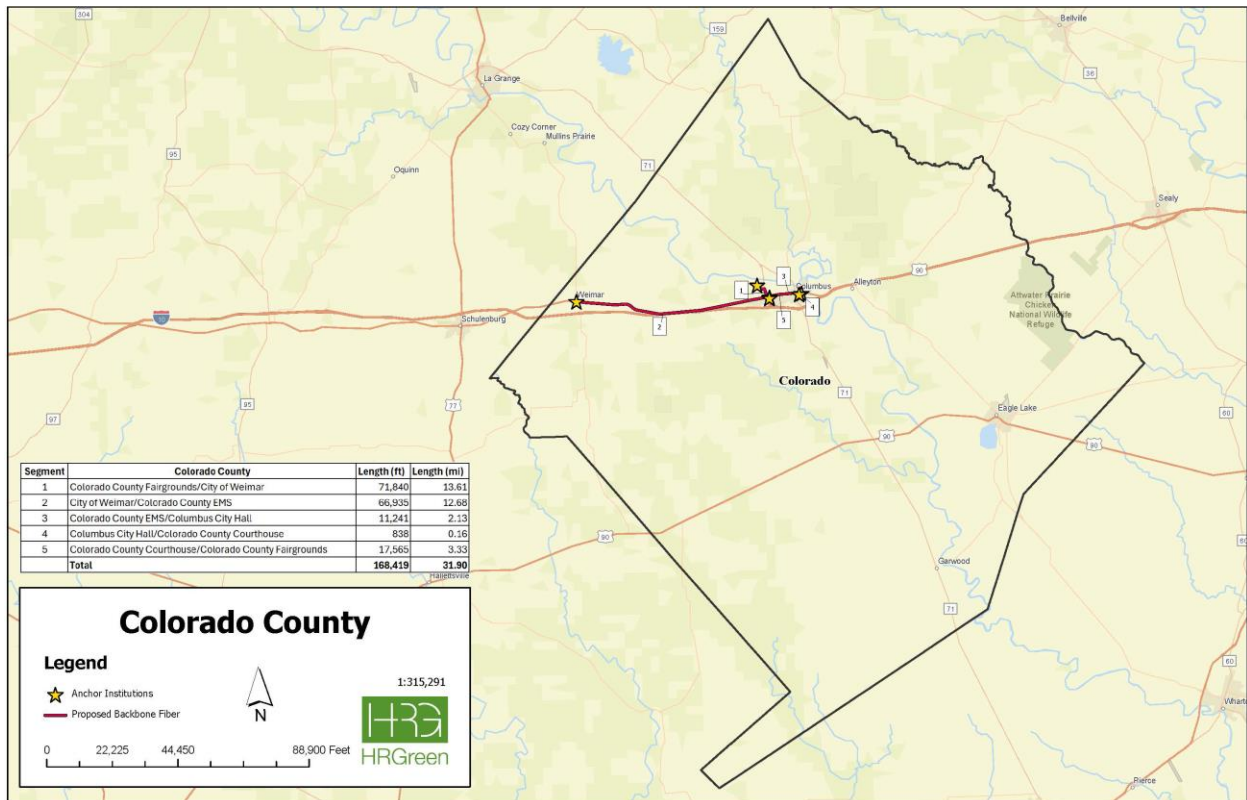 304
159
Bellville
36
La Grange
Cozy Corner
Mullins Prairie
95
71
Oquinn
Sealy
90
3
1
Columbus
Alleyton
Weimar
4
5
2
Attwater Prairie
Chicken
National Wildlife
Refuge
Schulenburg
Colorado
71
95
77
97
Eagle Lake
60
90
90
Segment Colorado County Length (ft) Length (mi)
1 Colorado County Fairgrounds/City of Weimar 71,840 13.61
2 City of Weimar/Colorado County EMS 66,935 12.68
3 Colorado County EMS/Columbus City Hall 11,241 2.13
4 Columbus City Hall/Colorado County Courthouse 838 0.16
5 Colorado County Courthouse/Colorado County Fairgrounds 17,565 3.33
Total 168,419 31.90
90
60
Hallettsville
Garwood
71
60
Colorado County
Legend
Anchor Institutions
Proposed Backbone Fiber
N
1:315,291
HRG
HRGreen
0 22,225 44,450 88,900 Feet
Pierce